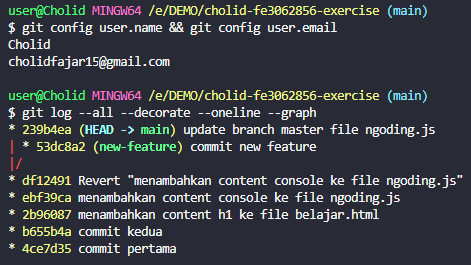 user@Cholid MINGW64 /e/DEMO/cholid-fe3062856-exercise (main)
$ git config user.name && git config user.email
Cholid
cholidfajar15@gmail.com

user@Cholid MINGW64 /e/DEMO/cholid-fe3062856-exercise (main)
$ git log --all --decorate --oneline --graph
* 239b4ea (HEAD -> main) update branch master file ngoding.js
| * 53dc8a2 (new-feature) commit new feature
|/
* df12491 Revert "menambahkan content console ke file ngoding.js"
* ebf39ca menambahkan content console ke file ngoding.js
* 2b96087 menambahkan content h1 ke file belajar.html
* b655b4a commit kedua
* 4ce7d35 commit pertama